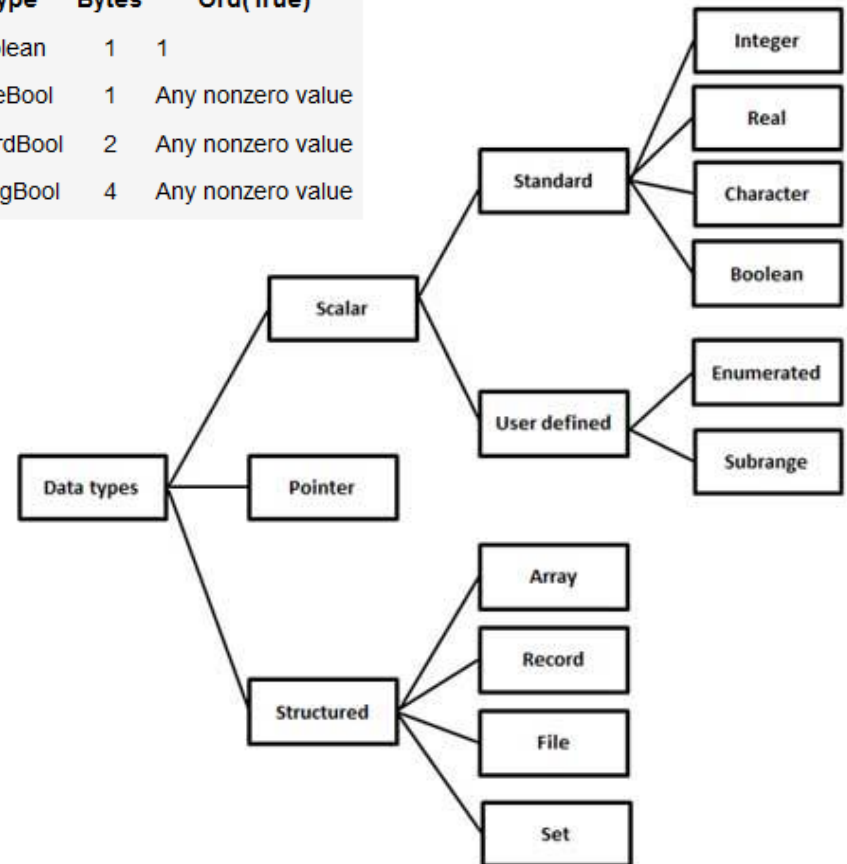 Bytes Ord(True)
1 1
1 Any nonzero value
2 Any nonzero value
4 Any nonzero value
Integer
Real
Standard
Character
Boolean
Scalar
Enumerated
User defined
Subrange
Data types
Pointer
Array
Record
Structured
File
Set